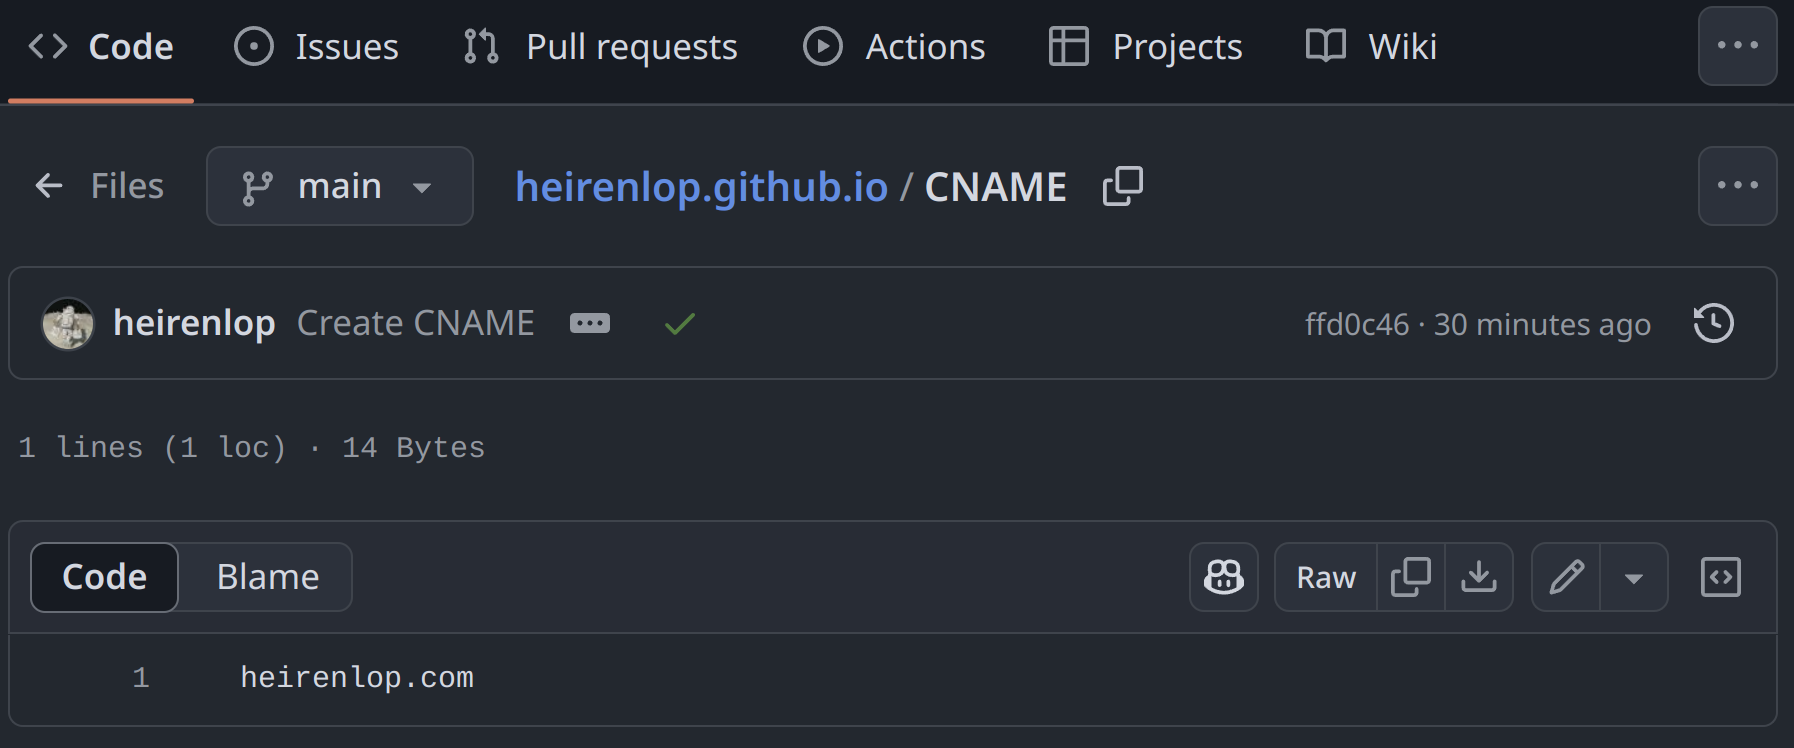 Code Issues Pull requests Actions Projects Wiki
Files main heirenlop.github.io / CNAME
heirenlop Create CNAME ffd0c46 · 30 minutes ago
1 lines (1 loc) · 14 Bytes
Code Blame Raw
1 heirenlop.com